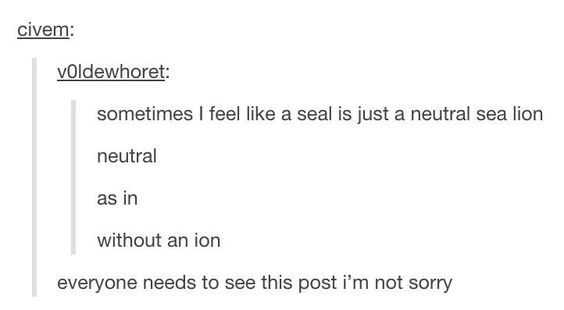 civem:
v0ldewhoret:
sometimes I feel like a seal is just a neutral sea lion
neutral
as in
without an ion
everyone needs to see this post i’m not sorry